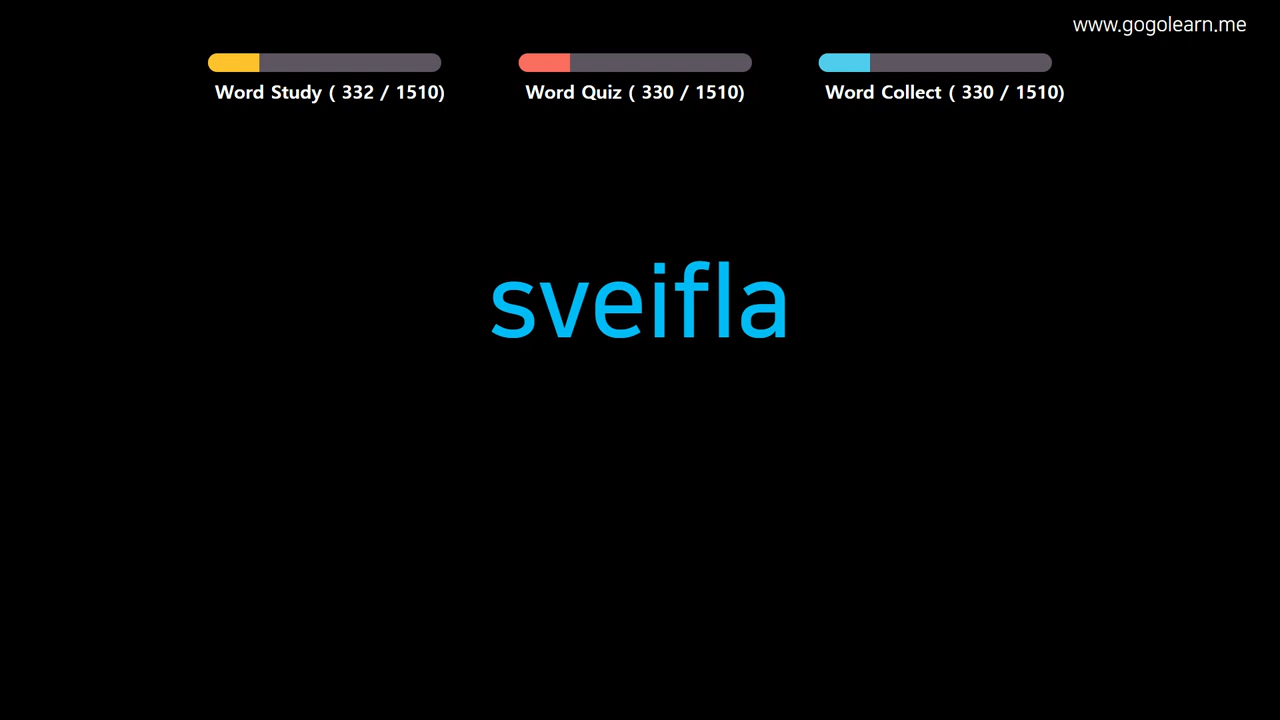 www.gogolearn.me
Word Study ( 332 / 1510)
Word Quiz ( 330 / 1510)
Word Collect ( 330 / 1510)
sveifla